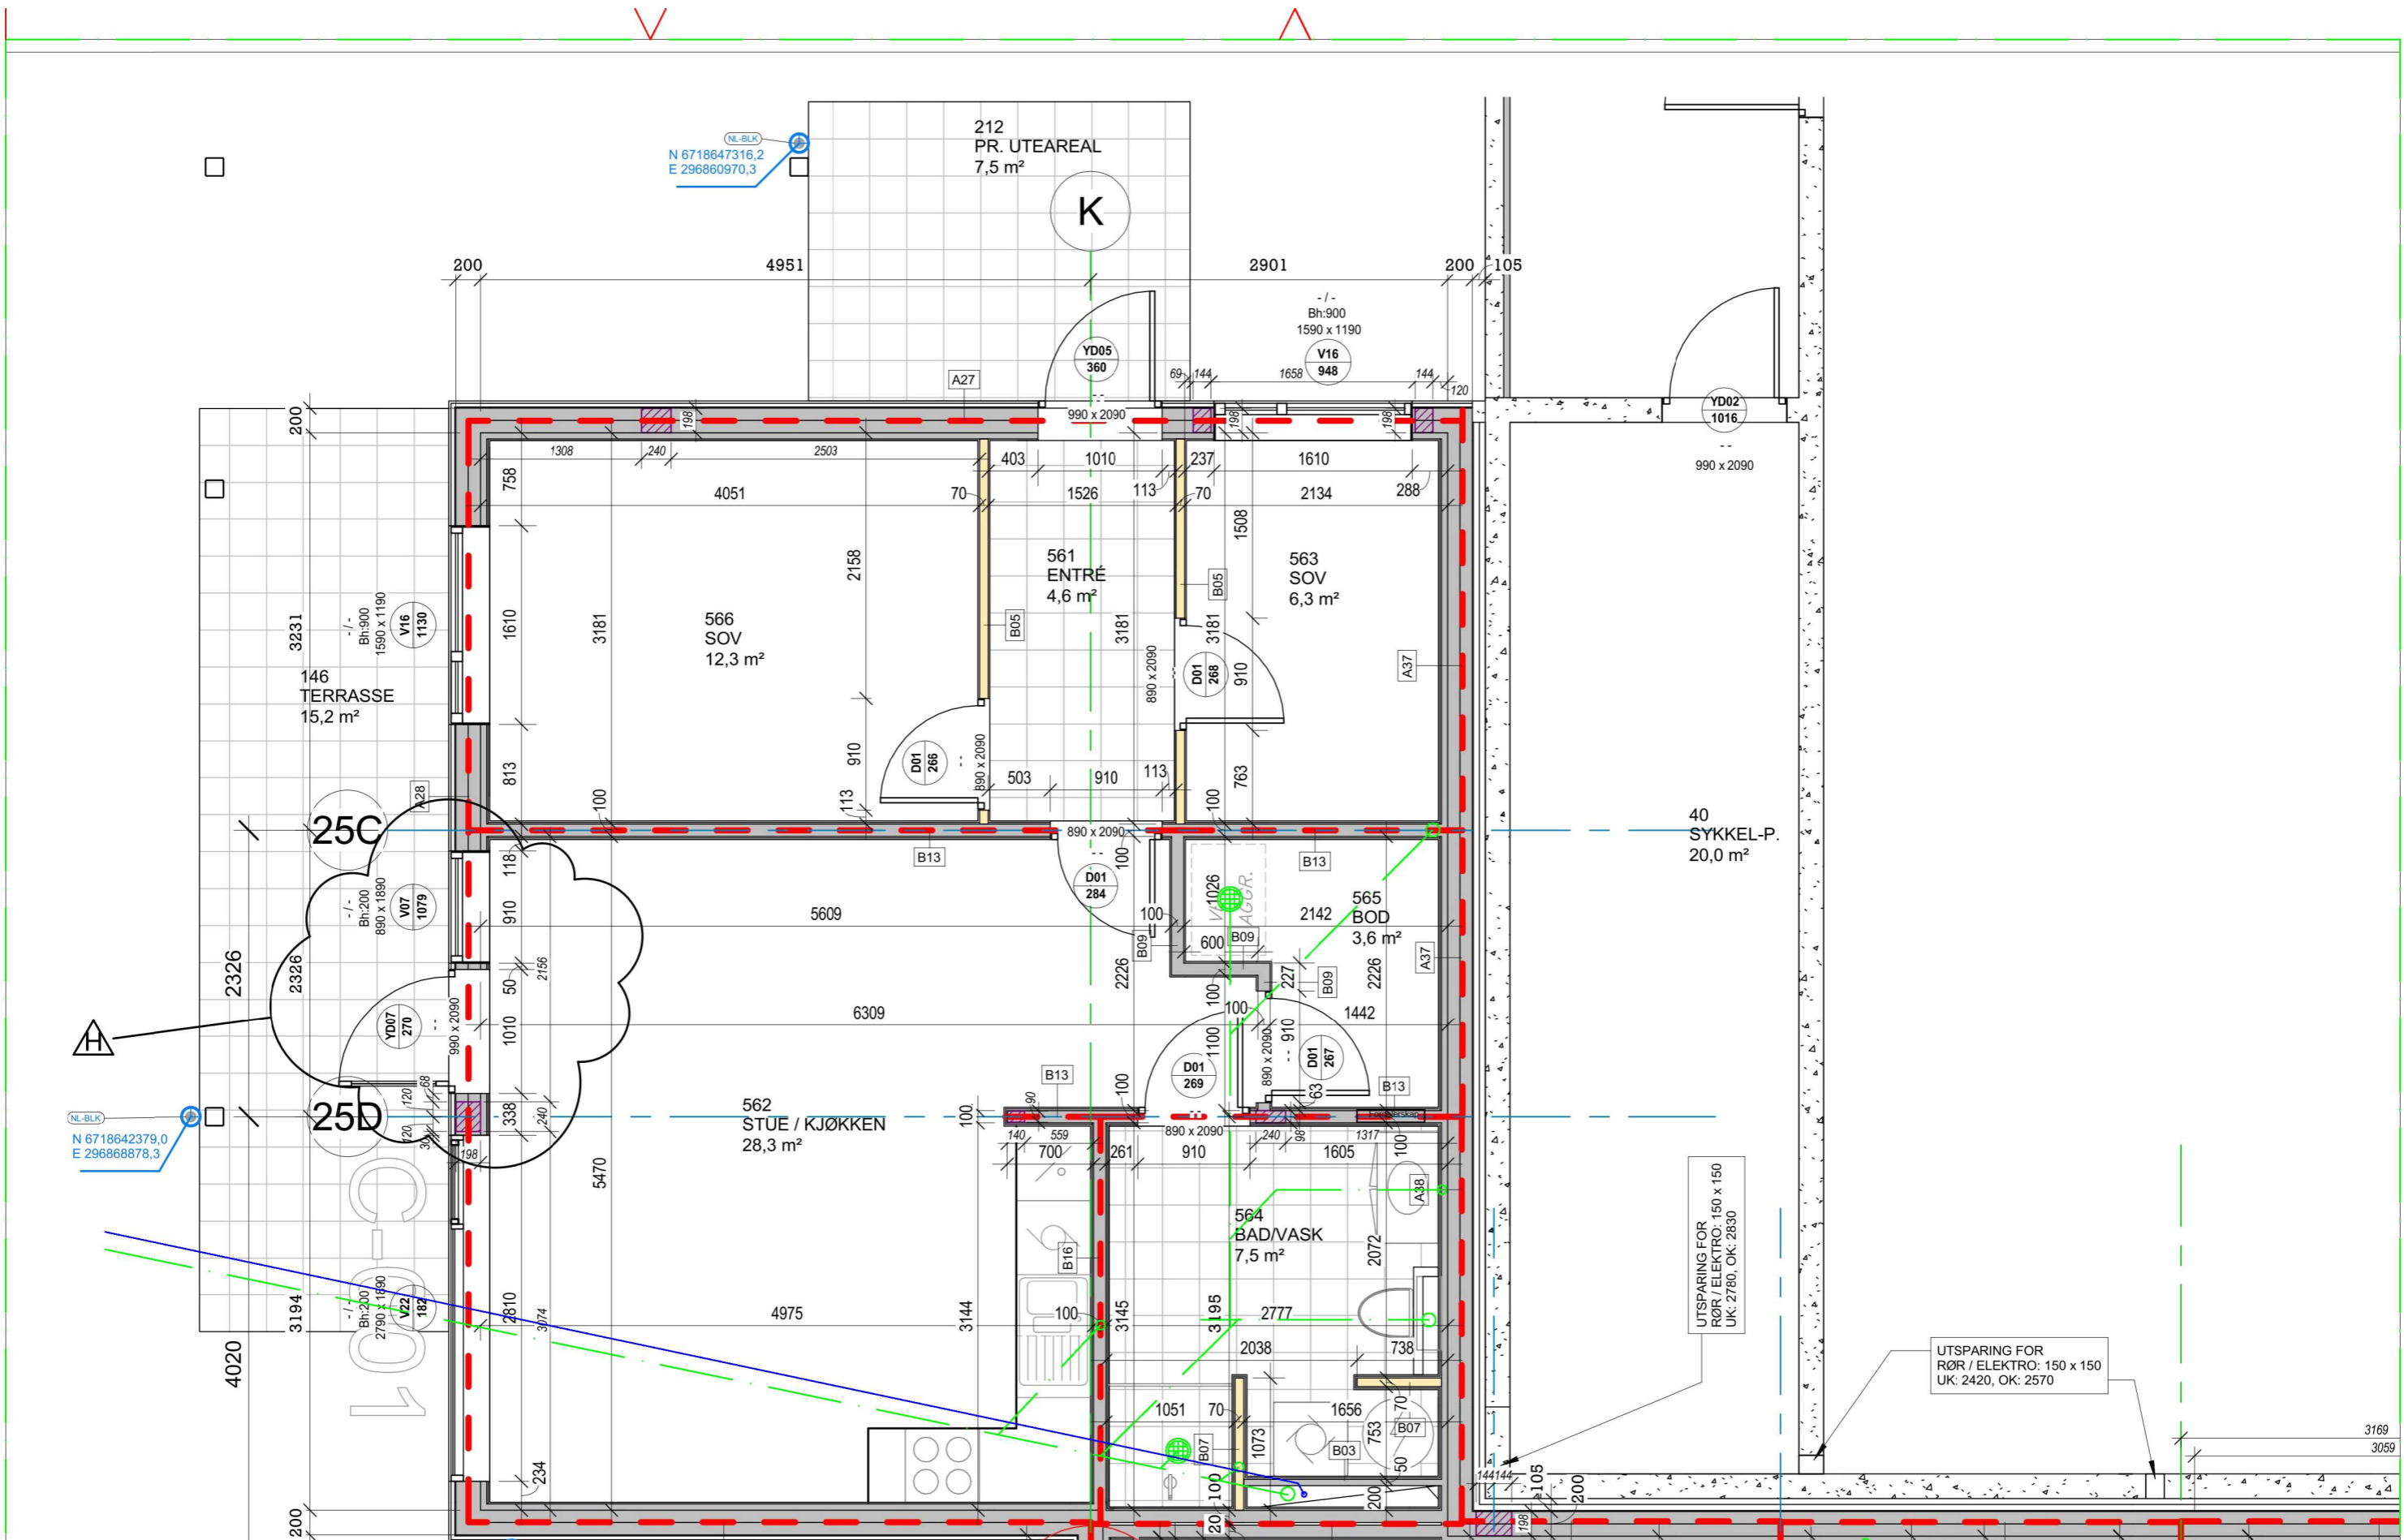 212
PR. UTEAREAL
7,5 m²
NL-BLK
N 6718647316,2
E 296860970,3
K
200
4951
2901
200
105
-/-
Bh:900
1590 x 1190
V16
948
YD05
360
990 x 2090
A27
69
144
1658
144
120
198
198
198
YD02
1016
- -
990 x 2090
200
1308
240
2503
403
1010
237
1610
758
4051
70
1526
113
70
2134
288
1508
2158
561
ENTRÉ
4,6 m²
563
SOV
6,3 m²
566
SOV
12,3 m²
B05
B05
3231
-/-
Bh:900
1590 x 1190
V16
1130
1610
3181
3181
3181
890 x 2090
D01
268
910
A37
146
TERRASSE
15,2 m²
813
910
D01
266
- -
890 x 2090
503
910
113
763
A28
100
113
100
25C
890 x 2090
B13
B13
40
SYKKEL-P.
20,0 m²
118
100
D01
284
1026
AGGR.
565
BOD
3,6 m²
-/-
Bh:200
890 x 1890
V07
1079
910
5609
100
2142
600
B09
B09
B09
A37
2326
2326
50
2156
2226
227
2226
100
100
6309
1442
H
YD07
270
- -
990 x 2090
1010
1100
910
890 x 2090
- -
D01
267
D01
269
63
B13
B13
100
NL-BLK
N 6718642379,0
E 296868878,3
25D
120
68
120
30
198
338
240
562
STUE / KJØKKEN
28,3 m²
100
90
890 x 2090
140
559
700
261
910
240
98
1317
1605
100
5470
C-001
A38
564
BAD/VASK
7,5 m²
2072
B16
3194
4020
-/-
Bh:200
2790 x 1890
V22
182
2810
3074
4975
3144
100
3145
3195
2777
2038
738
UTSPARING FOR
RØR / ELEKTRO: 150 x 150
UK: 2780, OK: 2830
UTSPARING FOR
RØR / ELEKTRO: 150 x 150
UK: 2420, OK: 2570
1051
70
1656
70
B07
B07
1073
B03
753
50
234
100
200
20
200
144
144
105
200
198
3169
3059